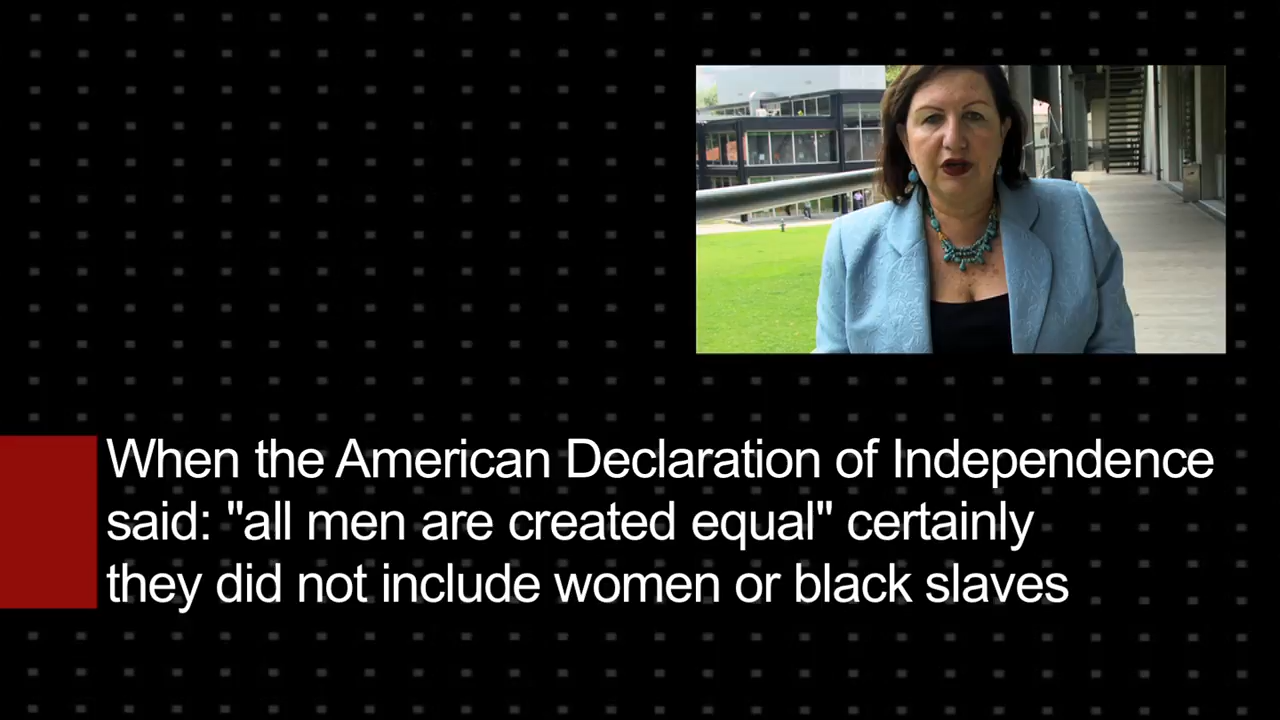 When the American Declaration of Independence
said: "all men are created equal" certainly
they did not include women or black slaves